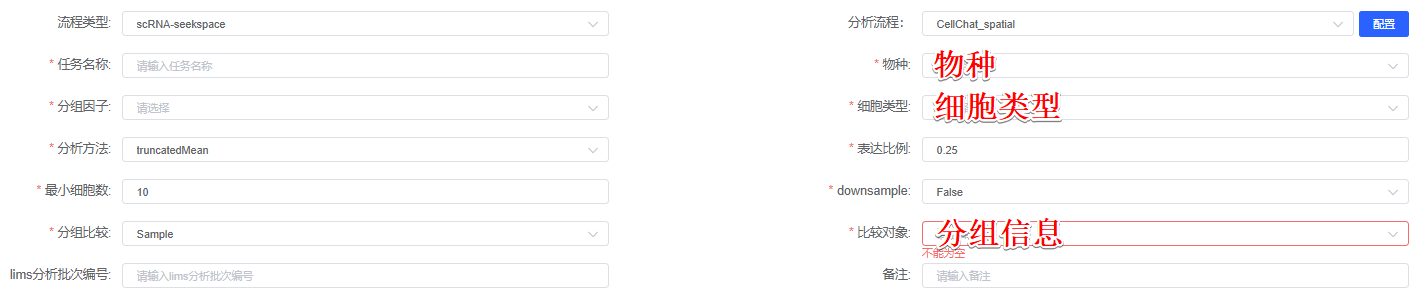 流程类型: scRNA-seekspace 分析流程: CellChat_spatial 配置
* 任务名称: 请输入任务名称 * 物种: 物种
* 分组因子: 请选择 * 细胞类型: 细胞类型
* 分析方法: truncatedMean * 表达比例: 0.25
* 最小细胞数: 10 * downsample: False
* 分组比较: Sample * 比较对象: 分组信息
不能为空
lims分析批次编号: 请输入lims分析批次编号 备注: 请输入备注